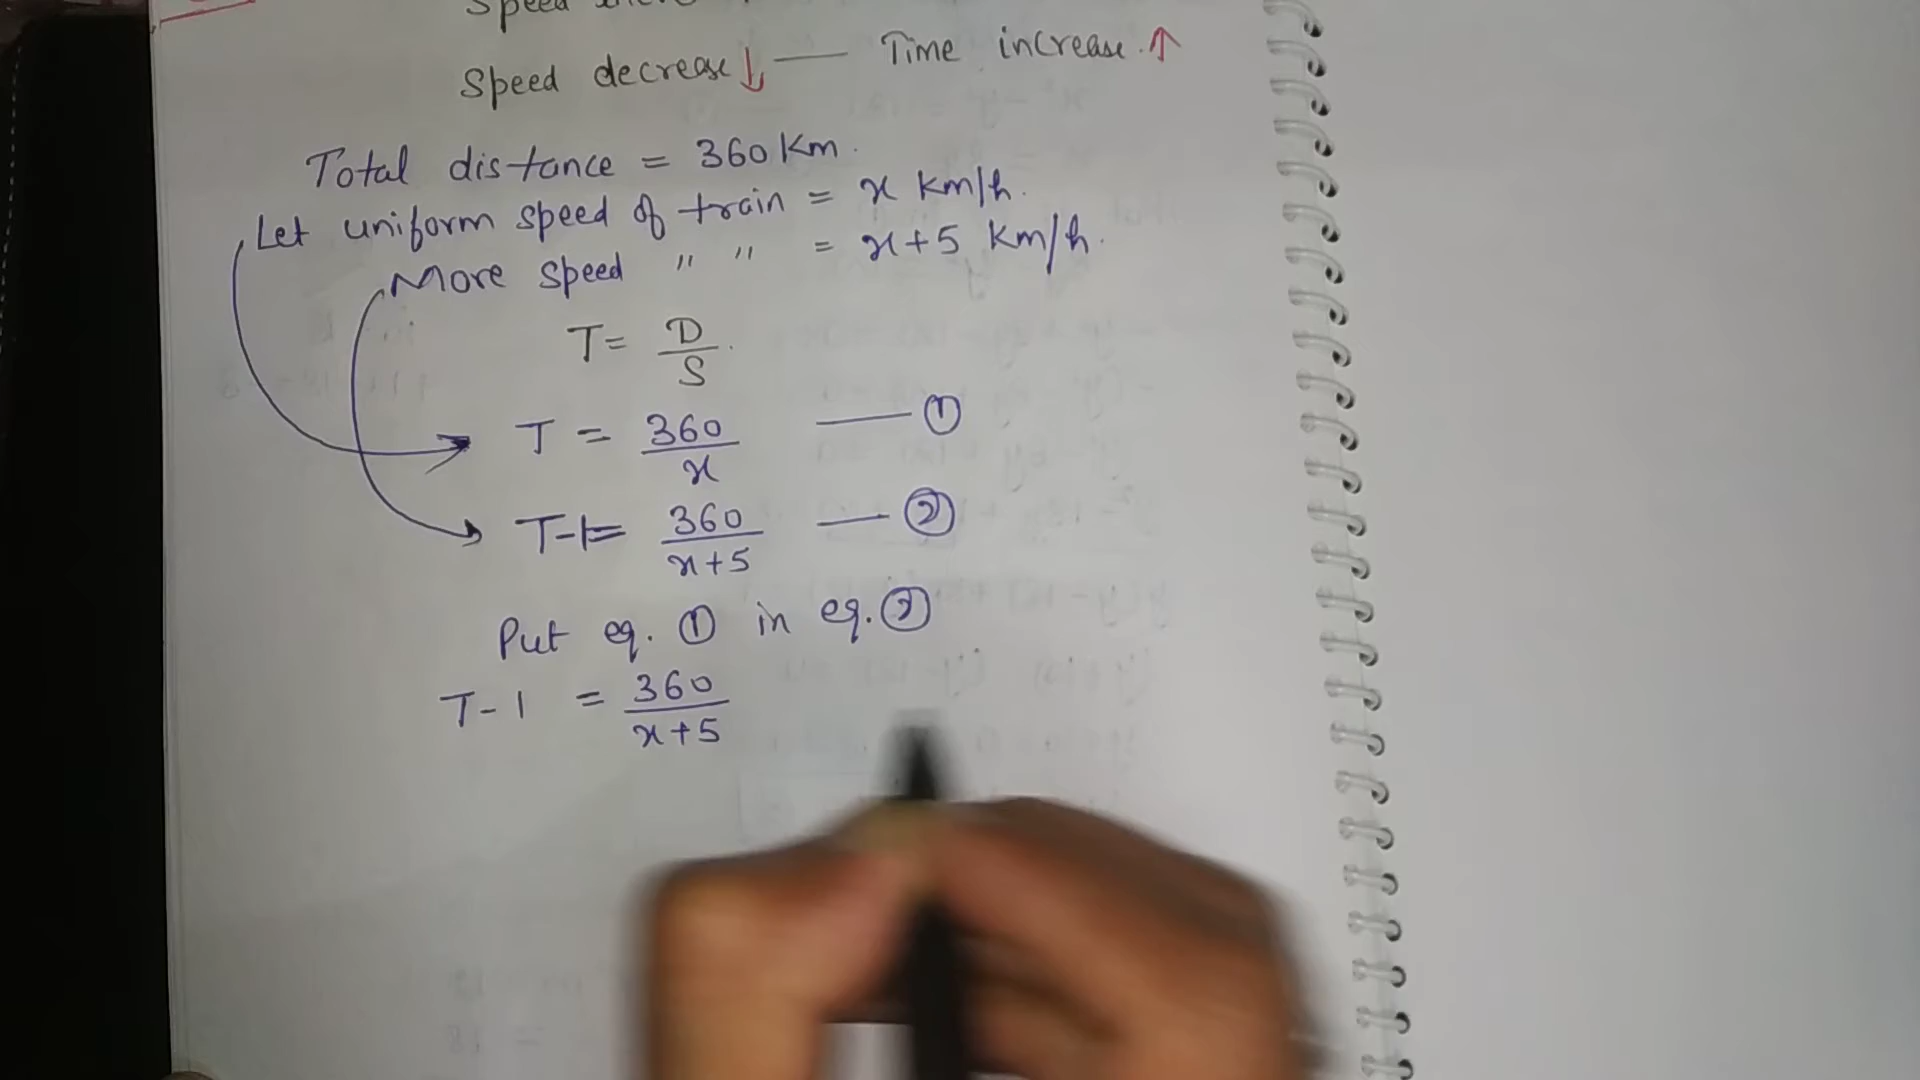 Speed
Speed decrease ↓ — Time increase. ↑
Total distance = 360 Km.
Let uniform speed of train = x Km/h.
More speed " " = x+5 Km/h.
T = D/S.
T = 360/x — ①
T-1 = 360/x+5 — ②
Put eq. ① in eq. ②
T-1 = 360/x+5